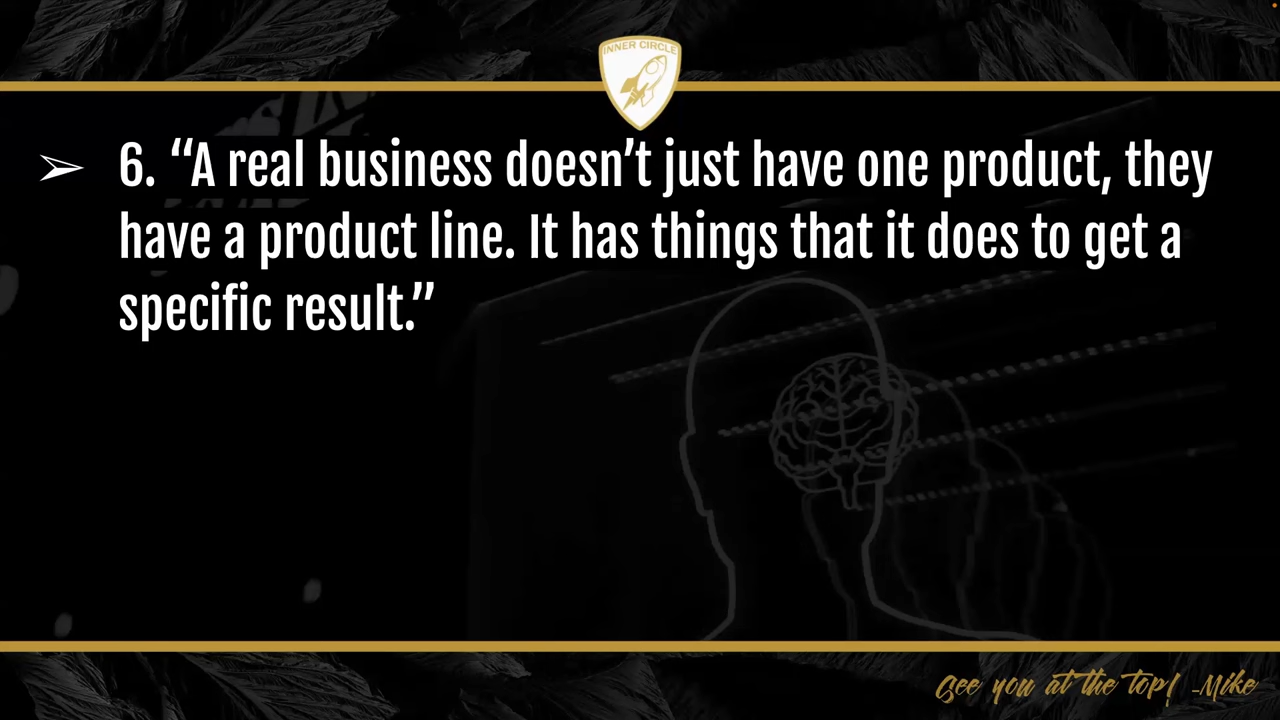 INNER CIRCLE
➢ 6. “A real business doesn’t just have one product, they
have a product line. It has things that it does to get a
specific result.”
See you at the top! -Mike